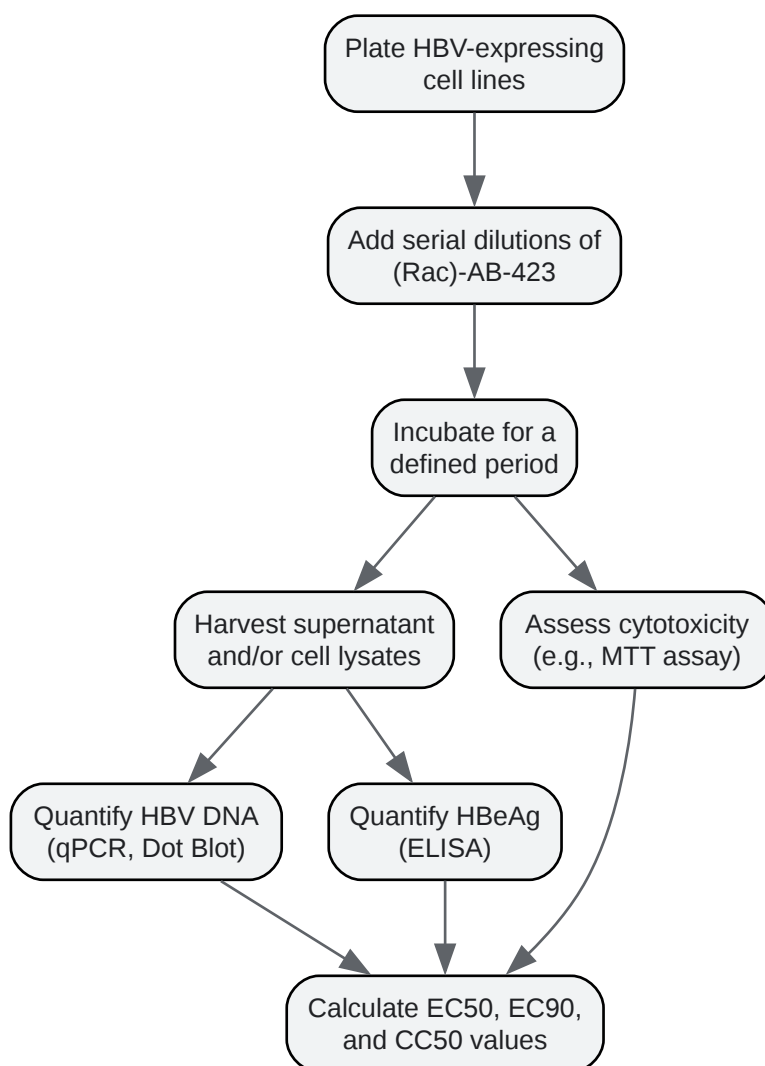 Plate HBV-expressing
cell lines
Add serial dilutions of
(Rac)-AB-423
Incubate for a
defined period
Harvest supernatant
and/or cell lysates
Assess cytotoxicity
(e.g., MTT assay)
Quantify HBV DNA
(qPCR, Dot Blot)
Quantify HBeAg
(ELISA)
Calculate EC50, EC90,
and CC50 values